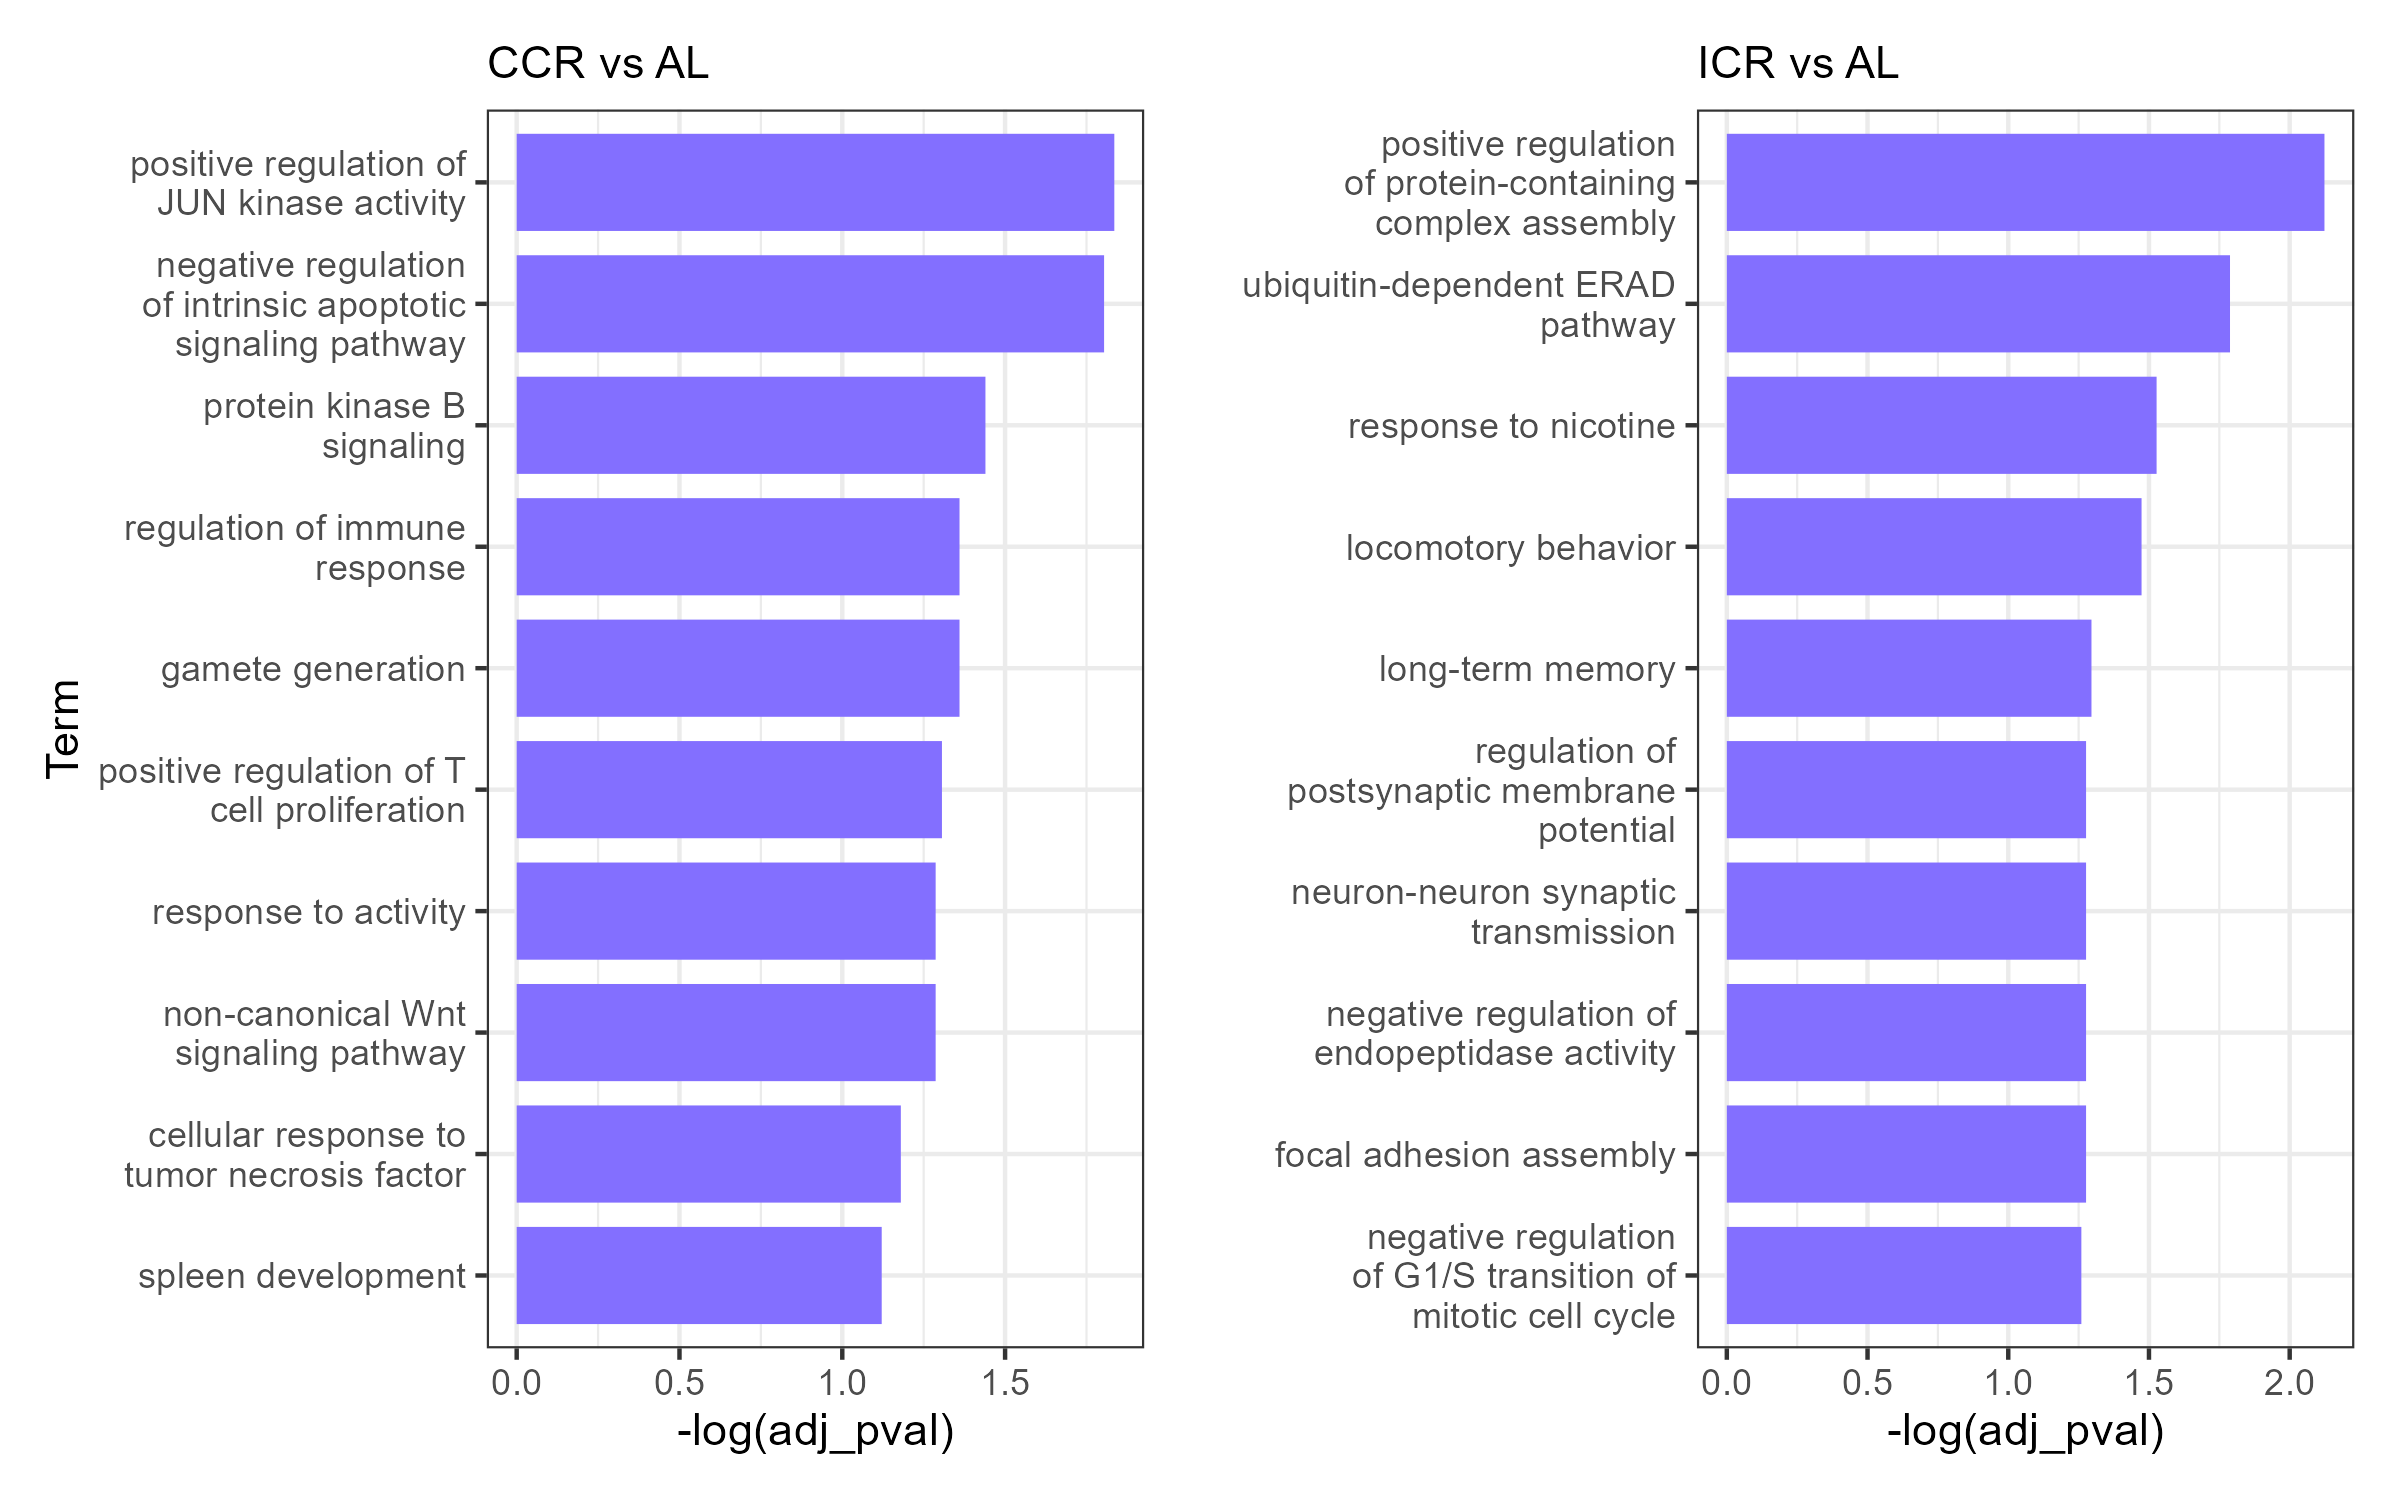 CCR vs AL
Term
positive regulation of
JUN kinase activity
negative regulation
of intrinsic apoptotic
signaling pathway
protein kinase B
signaling
regulation of immune
response
gamete generation
positive regulation of T
cell proliferation
response to activity
non-canonical Wnt
signaling pathway
cellular response to
tumor necrosis factor
spleen development
0.0 0.5 1.0 1.5
-log(adj_pval)
ICR vs AL
positive regulation
of protein-containing
complex assembly
ubiquitin-dependent ERAD
pathway
response to nicotine
locomotory behavior
long-term memory
regulation of
postsynaptic membrane
potential
neuron-neuron synaptic
transmission
negative regulation of
endopeptidase activity
focal adhesion assembly
negative regulation
of G1/S transition of
mitotic cell cycle
0.0 0.5 1.0 1.5 2.0
-log(adj_pval)